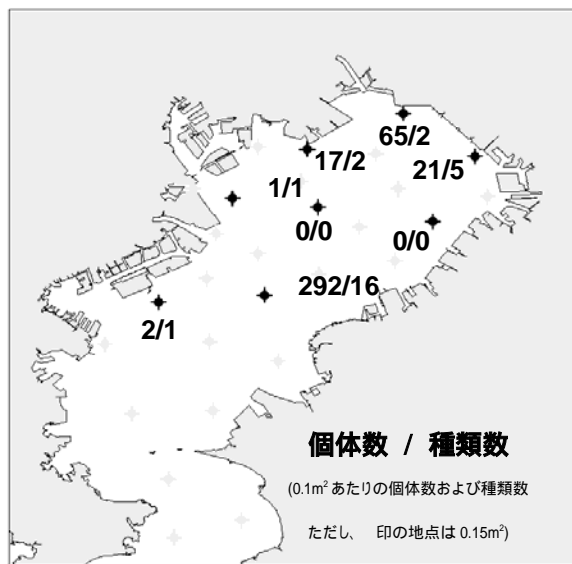 65/2
17/2
21/5
1/1
0/0
0/0
292/16
2/1
個体数 / 種類数
(0.1m² あたりの個体数および種類数
ただし、 印の地点は 0.15m²)